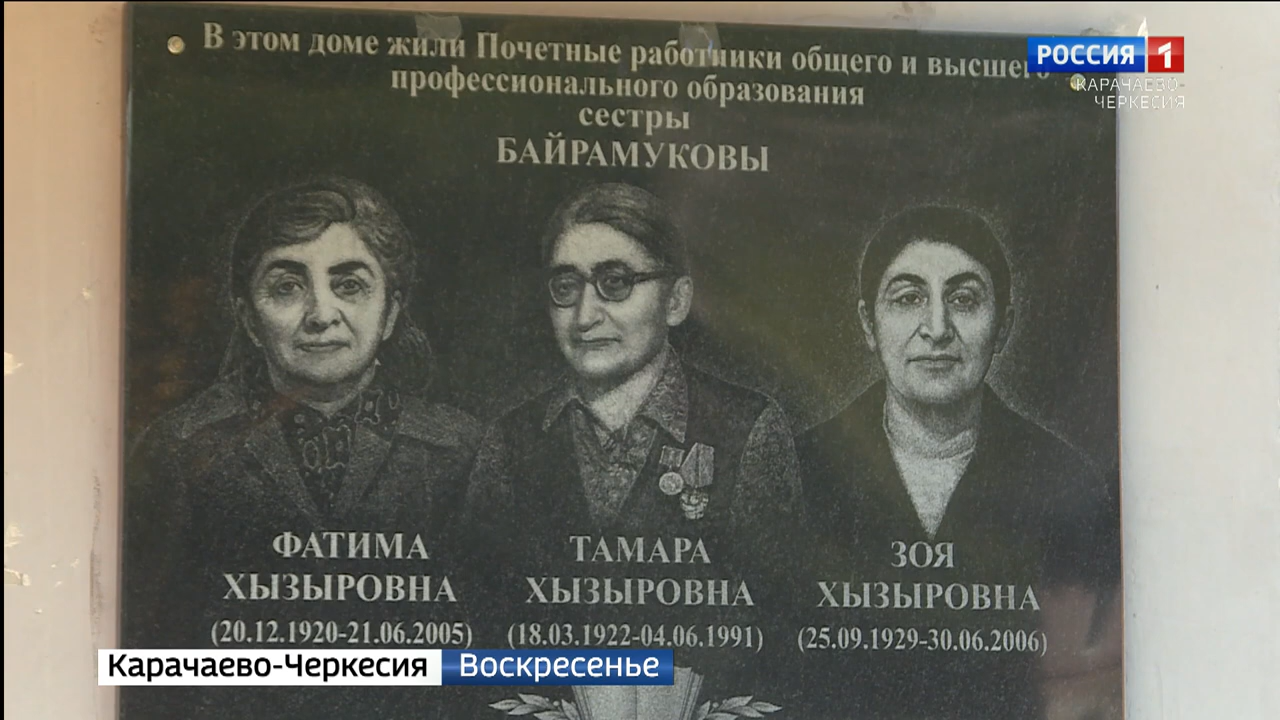 В этом доме жили Почетные работники общего и высшего
профессионального образования
сестры
БАЙРАМУКОВЫ
РОССИЯ 1
КАРАЧАЕВО-
ЧЕРКЕСИЯ
ФАТИМА
ХЫЗЫРОВНА
(20.12.1920-21.06.2005)
ТАМАРА
ХЫЗЫРОВНА
(18.03.1922-04.06.1991)
ЗОЯ
ХЫЗЫРОВНА
(25.09.1929-30.06.2006)
Карачаево-Черкесия Воскресенье